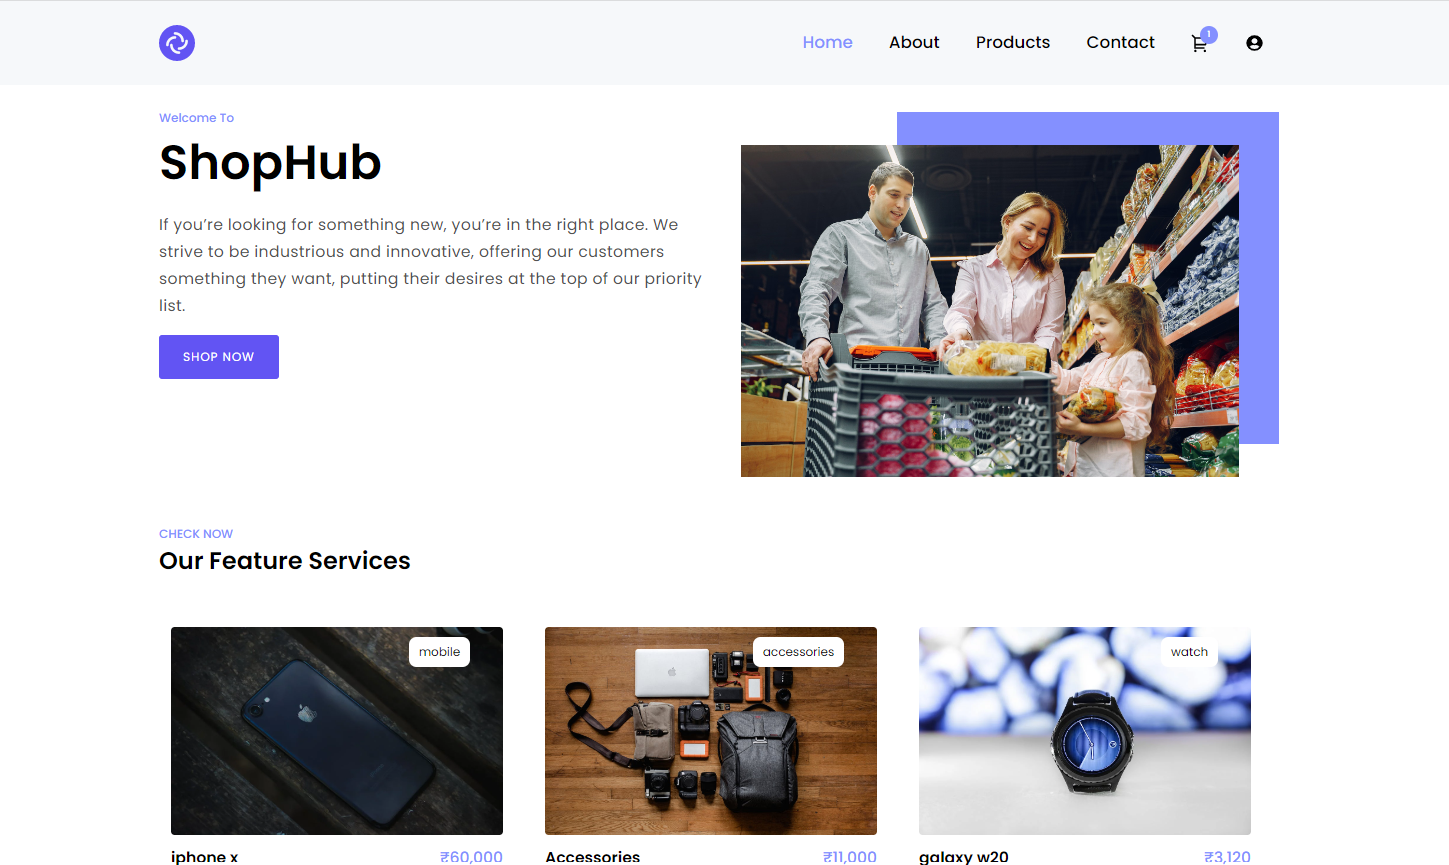 Home
About
Products
Contact
1
Welcome To
ShopHub
If you’re looking for something new, you’re in the right place. We
strive to be industrious and innovative, offering our customers
something they want, putting their desires at the top of our priority
list.
SHOP NOW
CHECK NOW
Our Feature Services
mobile
accessories
watch
iphone x
₹60,000
Accessories
₹11,000
galaxy w20
₹3,120